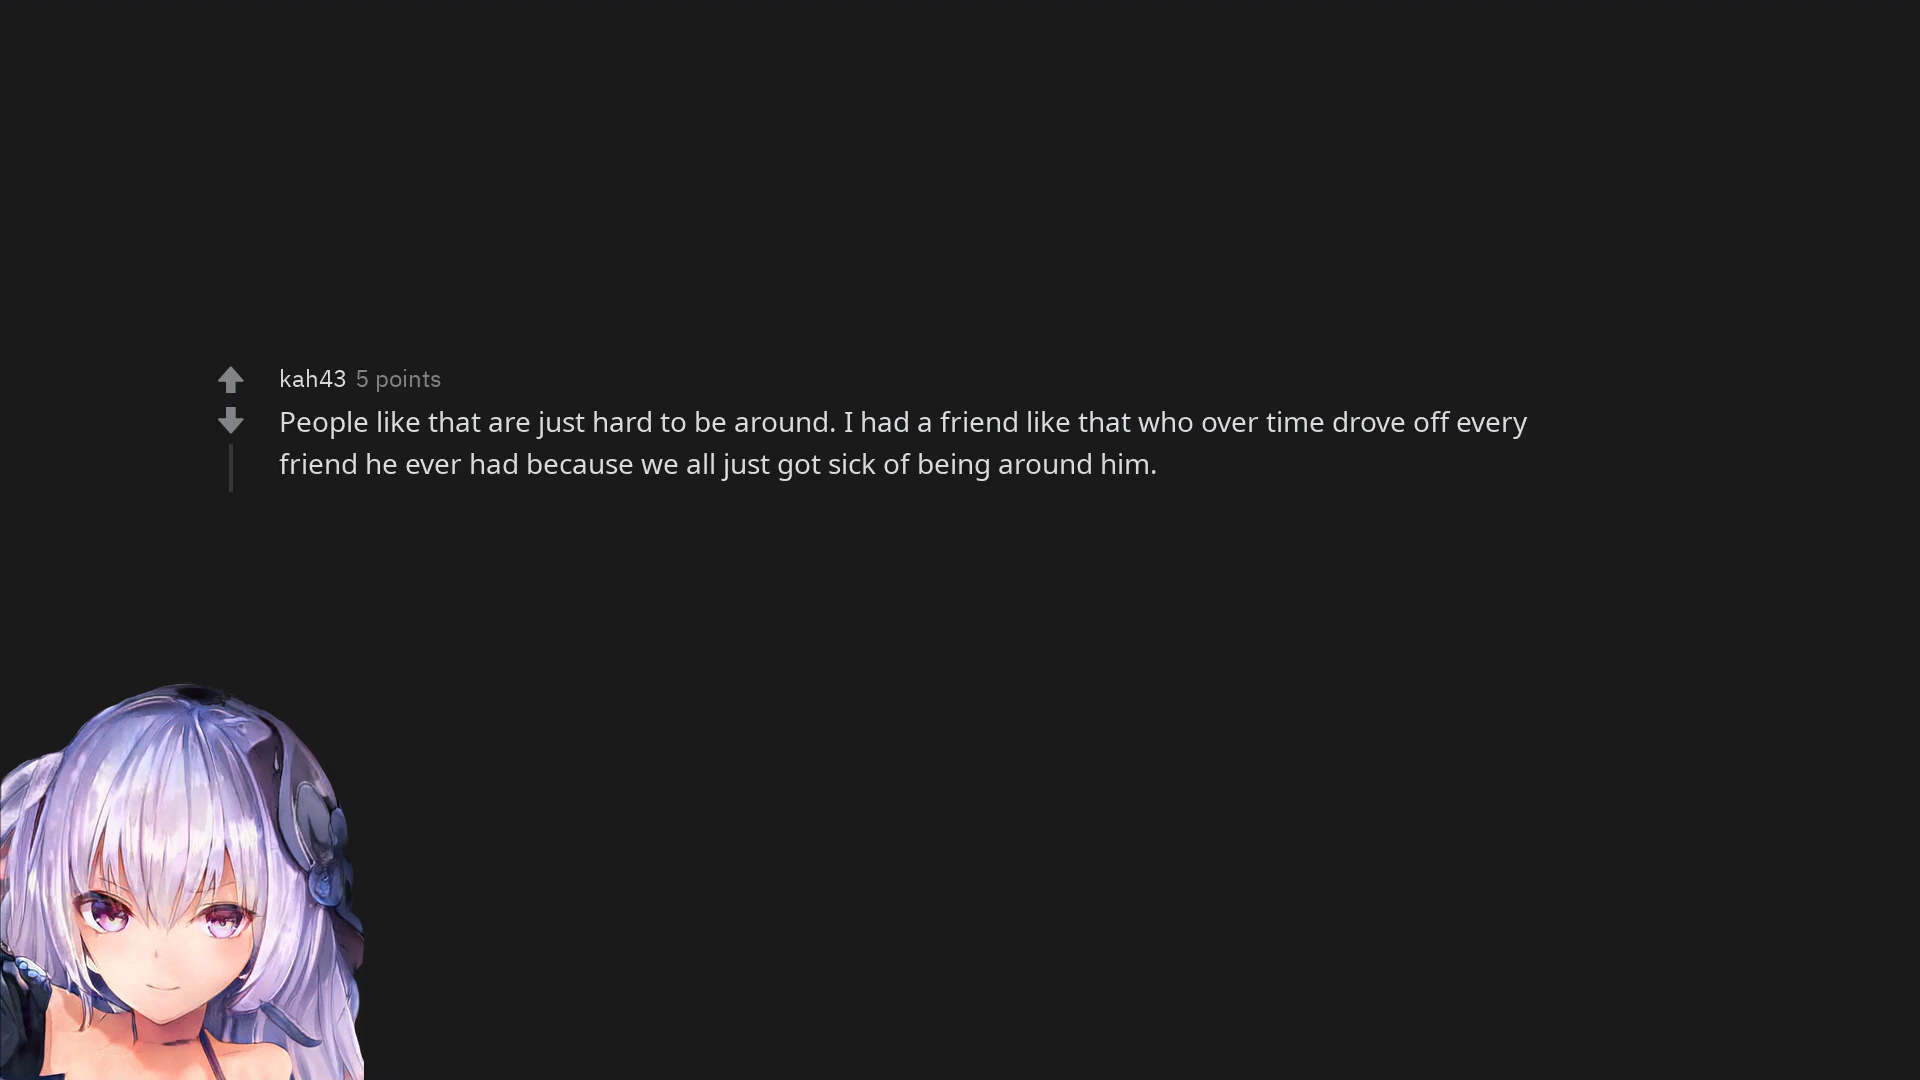 kah43 5 points
People like that are just hard to be around. I had a friend like that who over time drove off every
friend he ever had because we all just got sick of being around him.